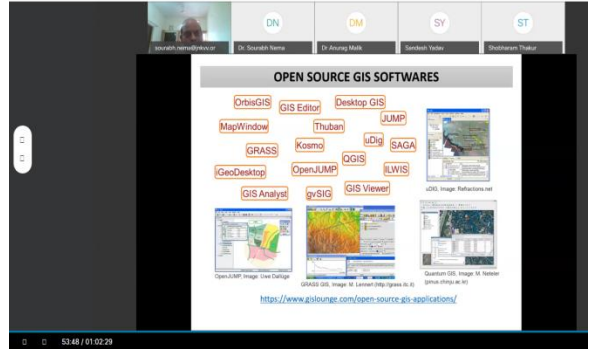 DN
DM
SY
ST
sourabh.nema@jnkvv.or
Dr. Sourabh Nema
Dr Anurag Malik
Sandesh Yadav
Shobharam Thakur
OPEN SOURCE GIS SOFTWARES
OrbisGIS
GIS Editor
Desktop GIS
JUMP
MapWindow
Thuban
GRASS
Kosmo
uDig
SAGA
QGIS
iGeoDesktop
OpenJUMP
ILWIS
GIS Analyst
gvSIG
GIS Viewer
uDIG, Image: Refractions.net
OpenJUMP, Image: Uwe Dalluge
GRASS GIS, Image: M. Lennert (http://grass.itc.it)
Quantum GIS, Image: M. Neteler
(pinus.chinju.ac.kr)
https://www.gislounge.com/open-source-gis-applications/
53:48 / 01:02:29